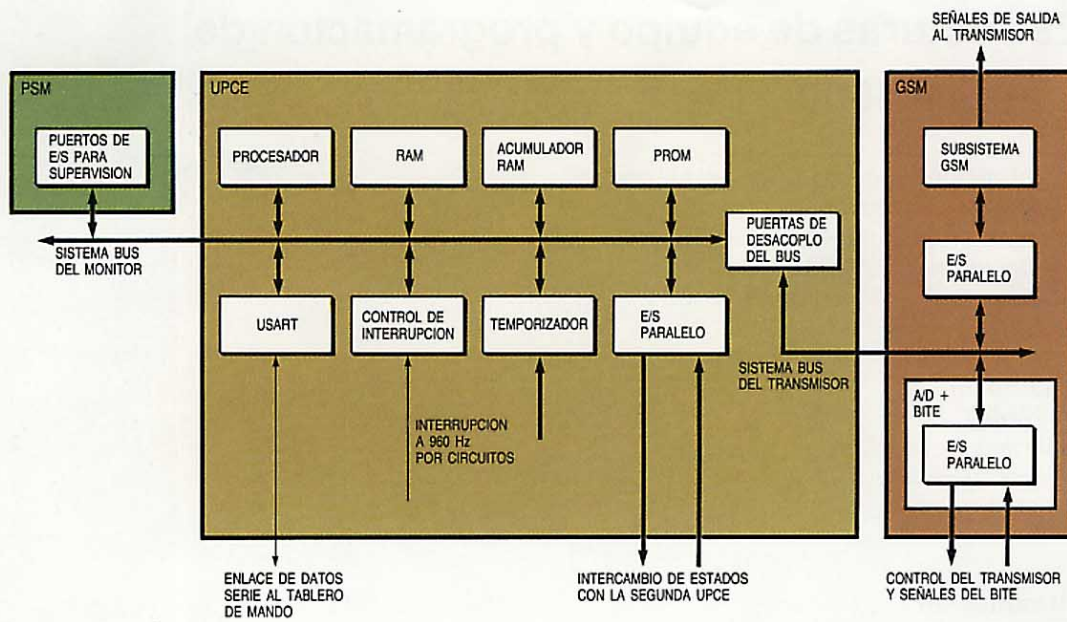 SEÑALES DE SALIDA
AL TRANSMISOR
PSM
PUERTOS DE
E/S PARA
SUPERVISION
SISTEMA BUS
DEL MONITOR
UPCE
PROCESADOR
RAM
ACUMULADOR
RAM
PROM
PUERTAS DE
DESACOPLO
DEL BUS
USART
CONTROL DE
INTERRUPCION
TEMPORIZADOR
E/S
PARALELO
INTERRUPCION
A 960 Hz
POR CIRCUITOS
SISTEMA BUS
DEL TRANSMISOR
ENLACE DE DATOS
SERIE AL TABLERO
DE MANDO
INTERCAMBIO DE ESTADOS
CON LA SEGUNDA UPCE
GSM
SUBSISTEMA
GSM
E/S
PARALELO
A/D +
BITE
E/S
PARALELO
CONTROL DEL TRANSMISOR
Y SEÑALES DEL BITE